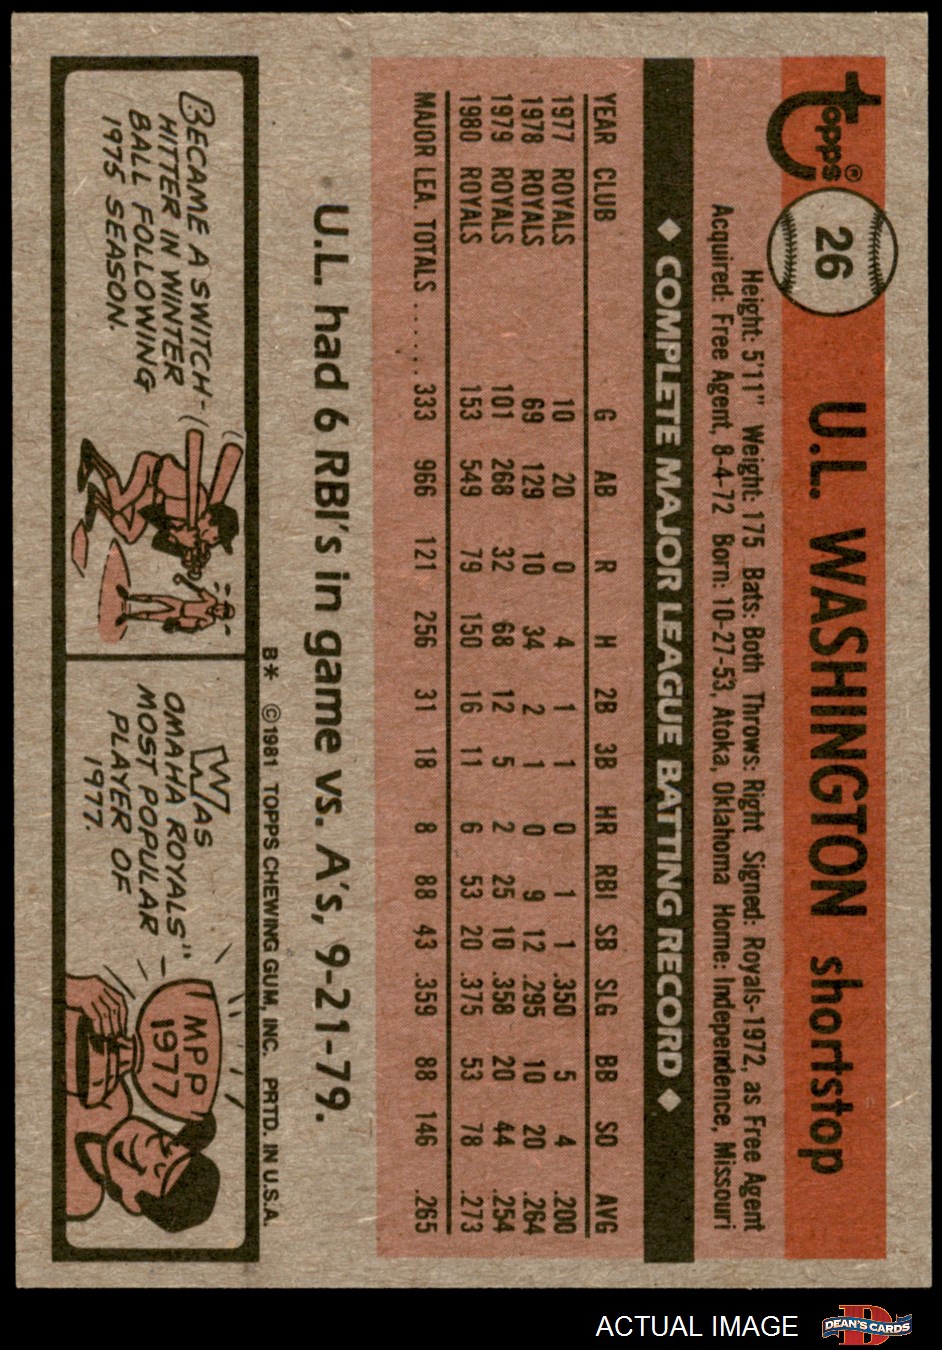 Topps®
26
U.L. WASHINGTON shortstop
Height: 5'11" Weight: 175 Bats: Both Throws: Right Signed: Royals-1972, as Free Agent
Acquired: Free Agent, 8-4-72 Born: 10-27-53, Atoka, Oklahoma Home: Independence, Missouri
◆ COMPLETE MAJOR LEAGUE BATTING RECORD ◆
YEAR CLUB G AB R H 2B 3B HR RBI SB SLG BB SO AVG
1977 ROYALS 10 20 0 4 1 1 0 1 1 .350 5 4 .200
1978 ROYALS 69 129 10 34 2 1 0 9 12 .295 10 20 .264
1979 ROYALS 101 268 32 68 12 5 2 25 10 .358 20 44 .254
1980 ROYALS 153 549 79 150 16 11 6 53 20 .375 53 78 .273
MAJOR LEA. TOTALS ...... 333 966 121 256 31 18 8 88 43 .359 88 146 .265
U.L. had 6 RBI's in game vs. A's, 9-21-79.
B* ©1981 TOPPS CHEWING GUM, INC. PRTD. IN U.S.A.
BECAME A SWITCH-
HITTER IN WINTER
BALL FOLLOWING
1975 SEASON.
WAS
OMAHA ROYALS"
MOST POPULAR
PLAYER OF
1977.
MPP
1977
ACTUAL IMAGE
D
DEAN'S CARDS